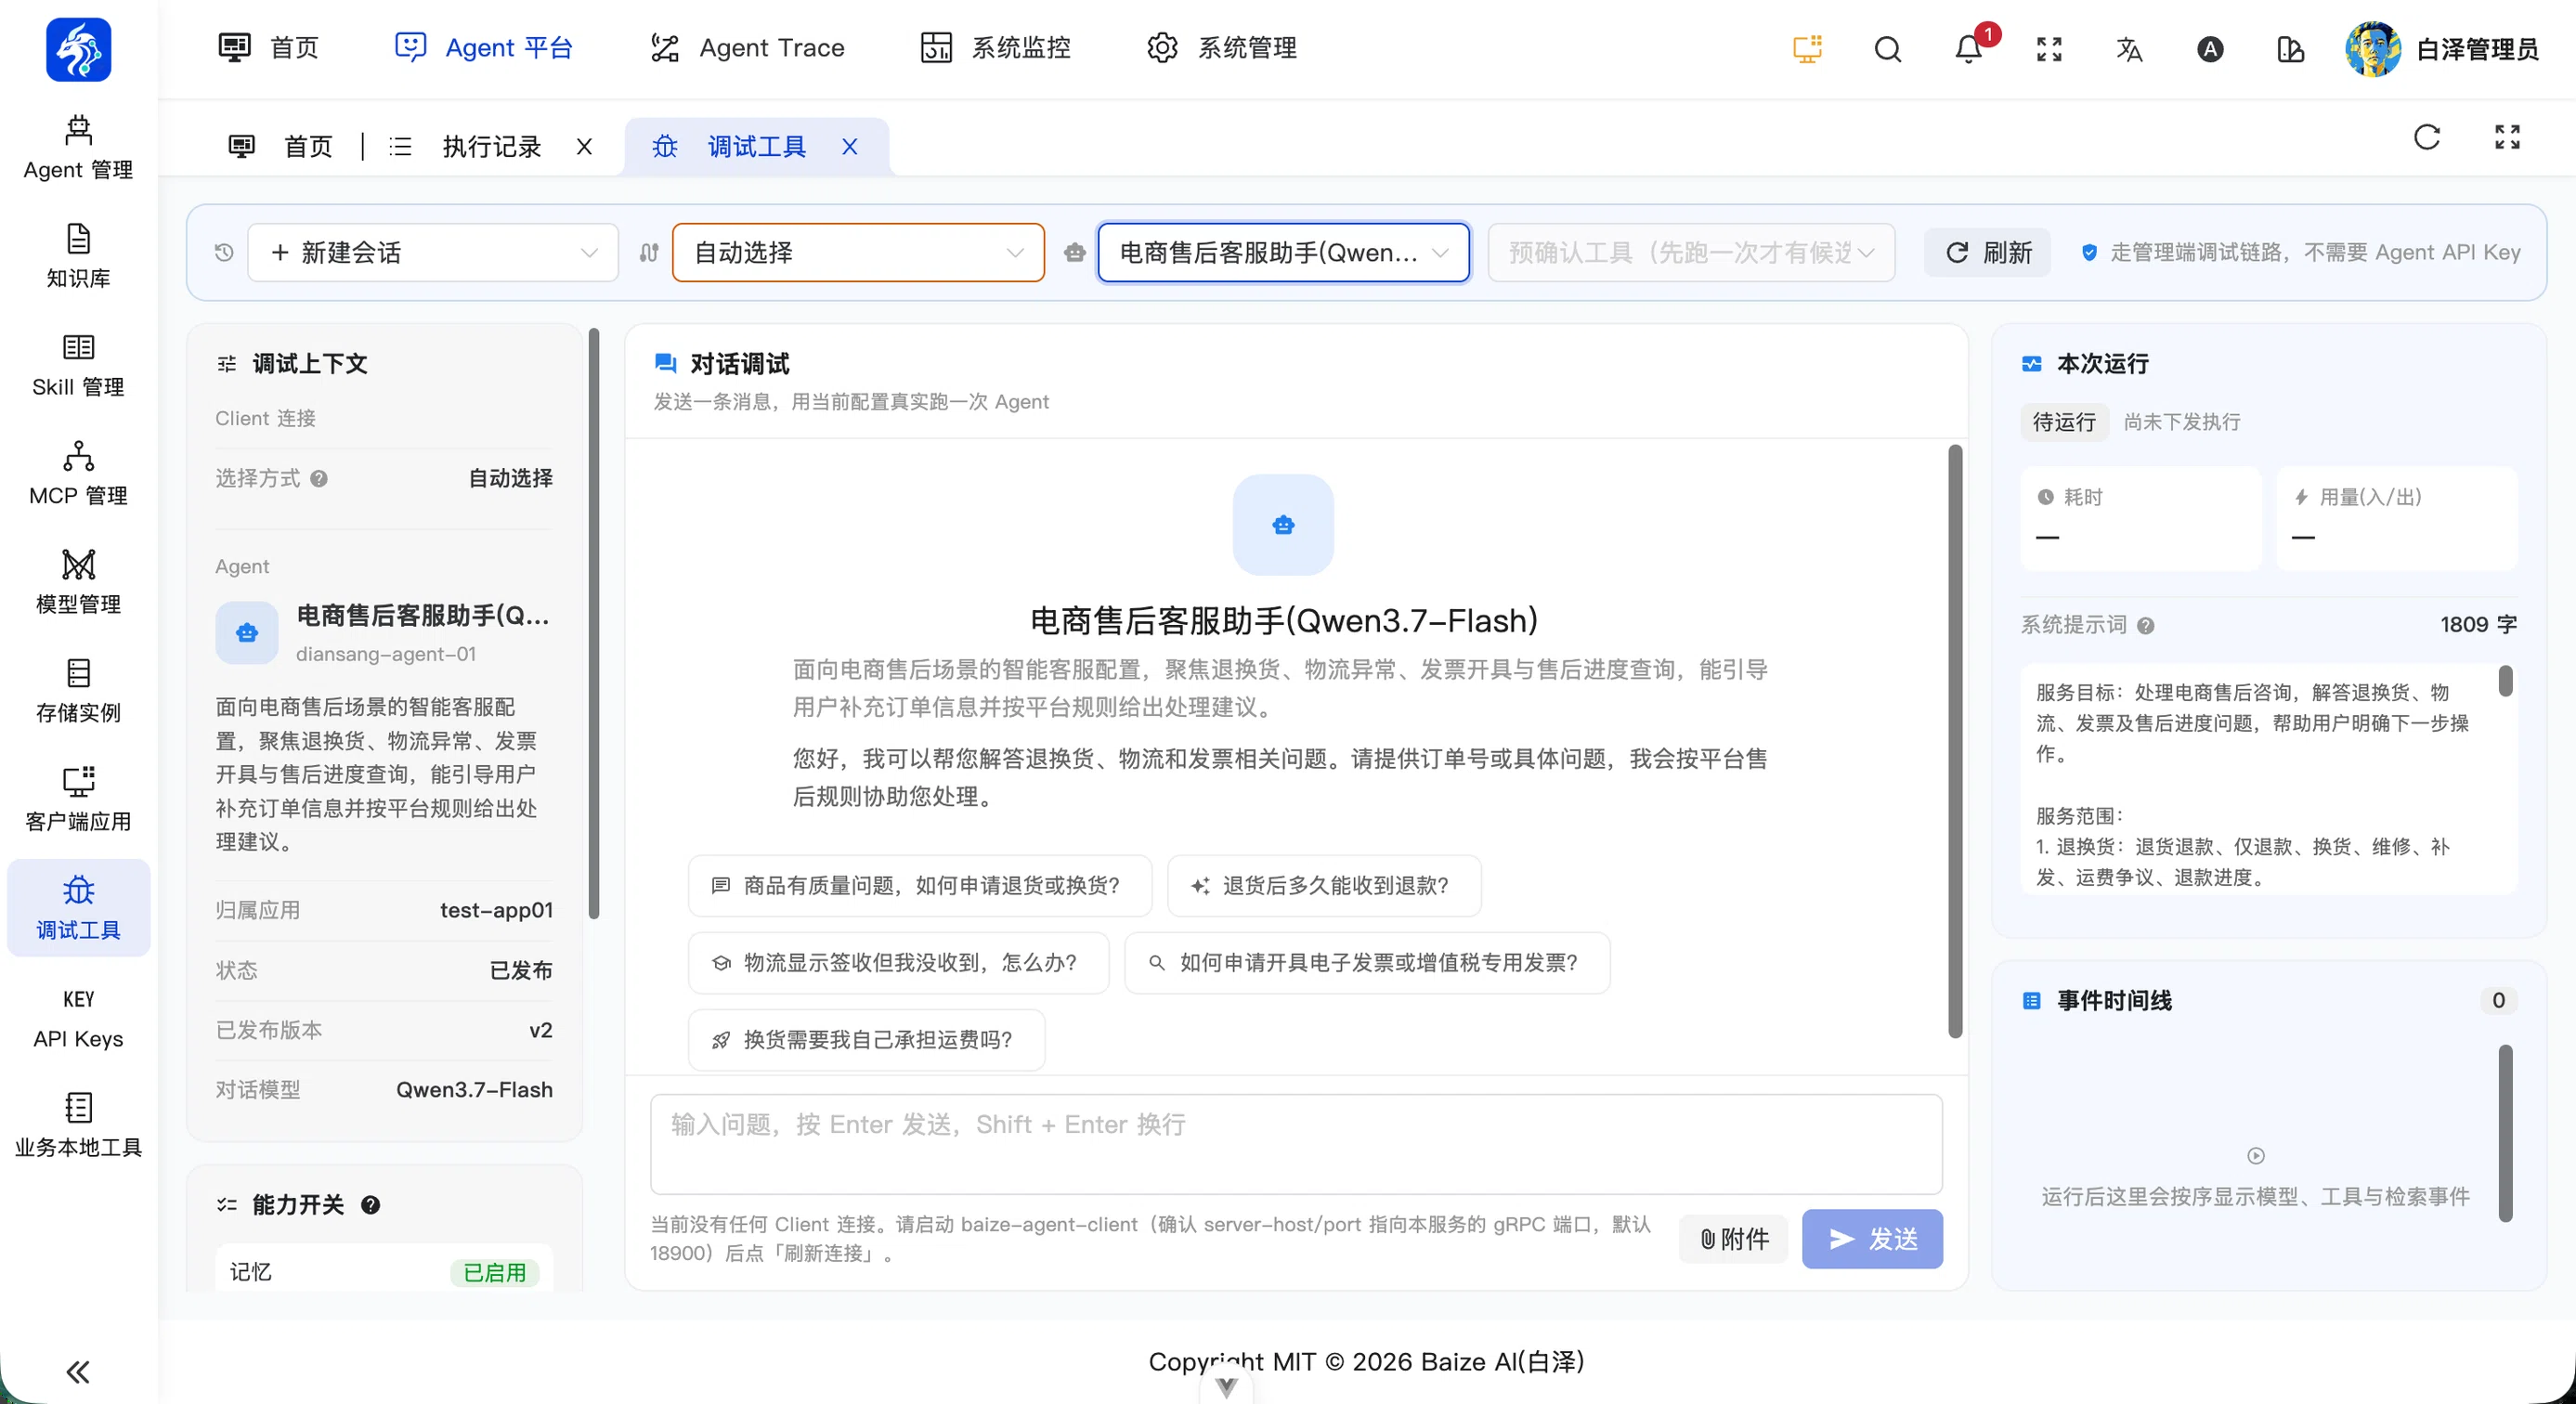 首页
Agent 平台
Agent Trace
系统监控
系统管理
1
A
白泽管理员
Agent 管理
知识库
Skill 管理
MCP 管理
模型管理
存储实例
客户端应用
调试工具
KEY
API Keys
业务本地工具
首页
执行记录
调试工具
+ 新建会话
自动选择
电商售后客服助手(Qwen...
预确认工具（先跑一次才有候选
刷新
走管理端调试链路，不需要 Agent API Key
调试上下文
Client 连接
选择方式
自动选择
Agent
电商售后客服助手(Q...
diansang-agent-01
面向电商售后场景的智能客服配
置，聚焦退换货、物流异常、发票
开具与售后进度查询，能引导用户
补充订单信息并按平台规则给出处
理建议。
归属应用 test-app01
状态 已发布
已发布版本 v2
对话模型 Qwen3.7-Flash
能力开关
记忆 已启用
对话调试
发送一条消息，用当前配置真实跑一次 Agent
电商售后客服助手(Qwen3.7-Flash)
面向电商售后场景的智能客服配置，聚焦退换货、物流异常、发票开具与售后进度查询，能引导
用户补充订单信息并按平台规则给出处理建议。
您好，我可以帮您解答退换货、物流和发票相关问题。请提供订单号或具体问题，我会按平台售
后规则协助您处理。
商品有质量问题，如何申请退货或换货？
退货后多久能收到退款？
物流显示签收但我没收到，怎么办？
如何申请开具电子发票或增值税专用发票？
换货需要我自己承担运费吗？
输入问题，按 Enter 发送，Shift + Enter 换行
当前没有任何 Client 连接。请启动 baize-agent-client（确认 server-host/port 指向本服务的 gRPC 端口，默认
18900）后点「刷新连接」。
附件
发送
本次运行
待运行 尚未下发执行
耗时
—
用量(入/出)
—
系统提示词 1809 字
服务目标：处理电商售后咨询，解答退换货、物
流、发票及售后进度问题，帮助用户明确下一步操
作。
服务范围：
1. 退换货：退货退款、仅退款、换货、维修、补
发、运费争议、退款进度。
事件时间线 0
运行后这里会按序显示模型、工具与检索事件
Copyright MIT © 2026 Baize AI(白泽)